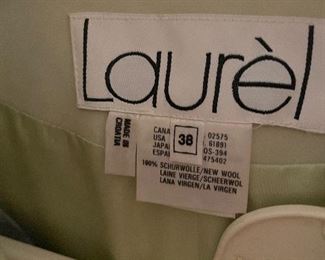 Laurèl
MADE IN
CROATIA
38
CANA 02575
USA 61891
JAPA OS-394
ESPA 475402
100% SCHURWOLLE/NEW WOOL
LAINE VIERGE/SCHEERWOL
LANA VIRGEN/LA VIRGEN